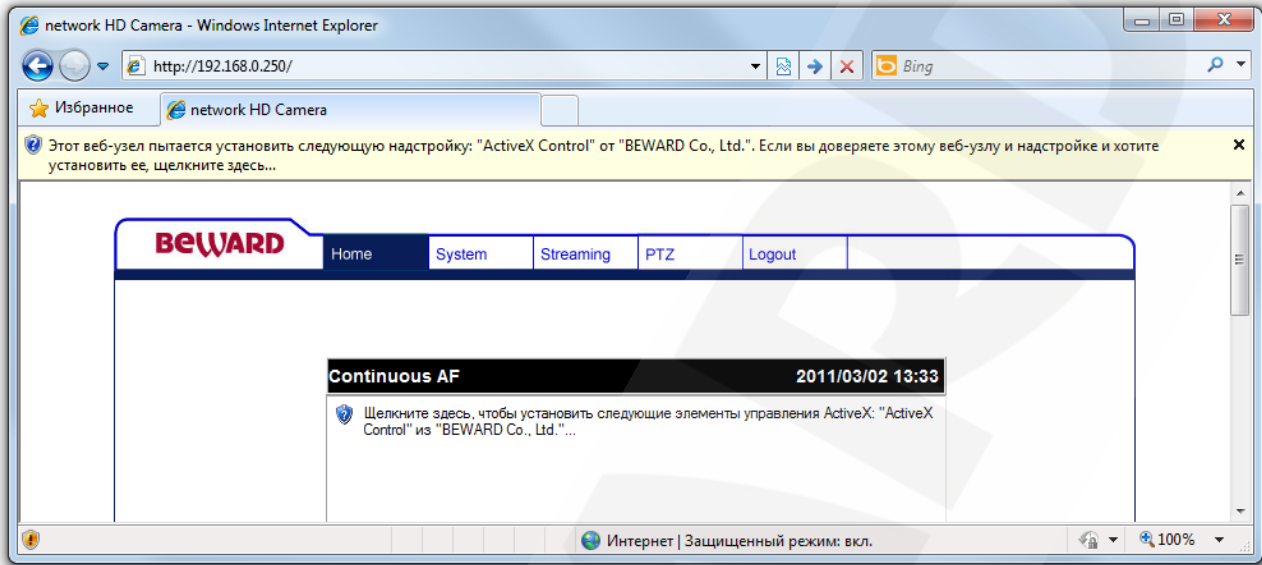 network HD Camera - Windows Internet Explorer
http://192.168.0.250/
Bing
Избранное
network HD Camera
Этот веб-узел пытается установить следующую надстройку: "ActiveX Control" от "BEWARD Co., Ltd.". Если вы доверяете этому веб-узлу и надстройке и хотите
установить ее, щелкните здесь...
BEWARD
Home System Streaming PTZ Logout
Continuous AF 2011/03/02 13:33
Щелкните здесь, чтобы установить следующие элементы управления ActiveX: "ActiveX
Control" из "BEWARD Co., Ltd."...
Интернет | Защищенный режим: вкл.
100%